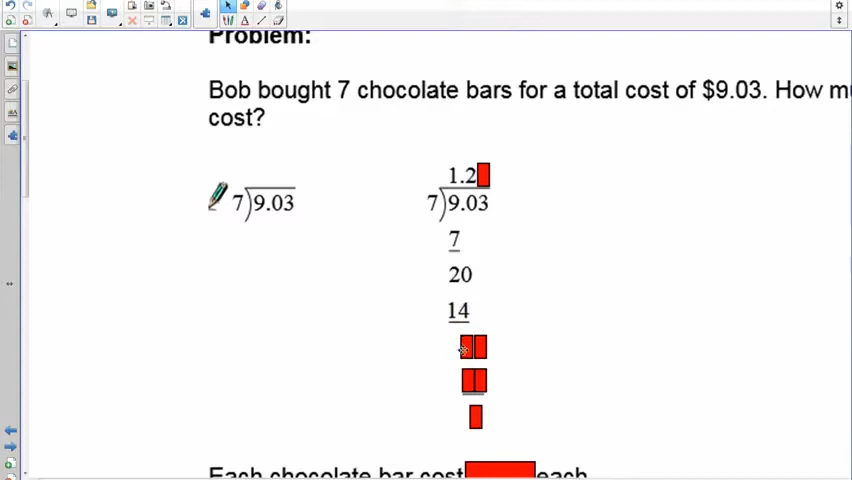 Problem:
Bob bought 7 chocolate bars for a total cost of $9.03. How
cost?
1.2
7)9.03 7)9.03
7
20
14
Each chocolate bar cost each